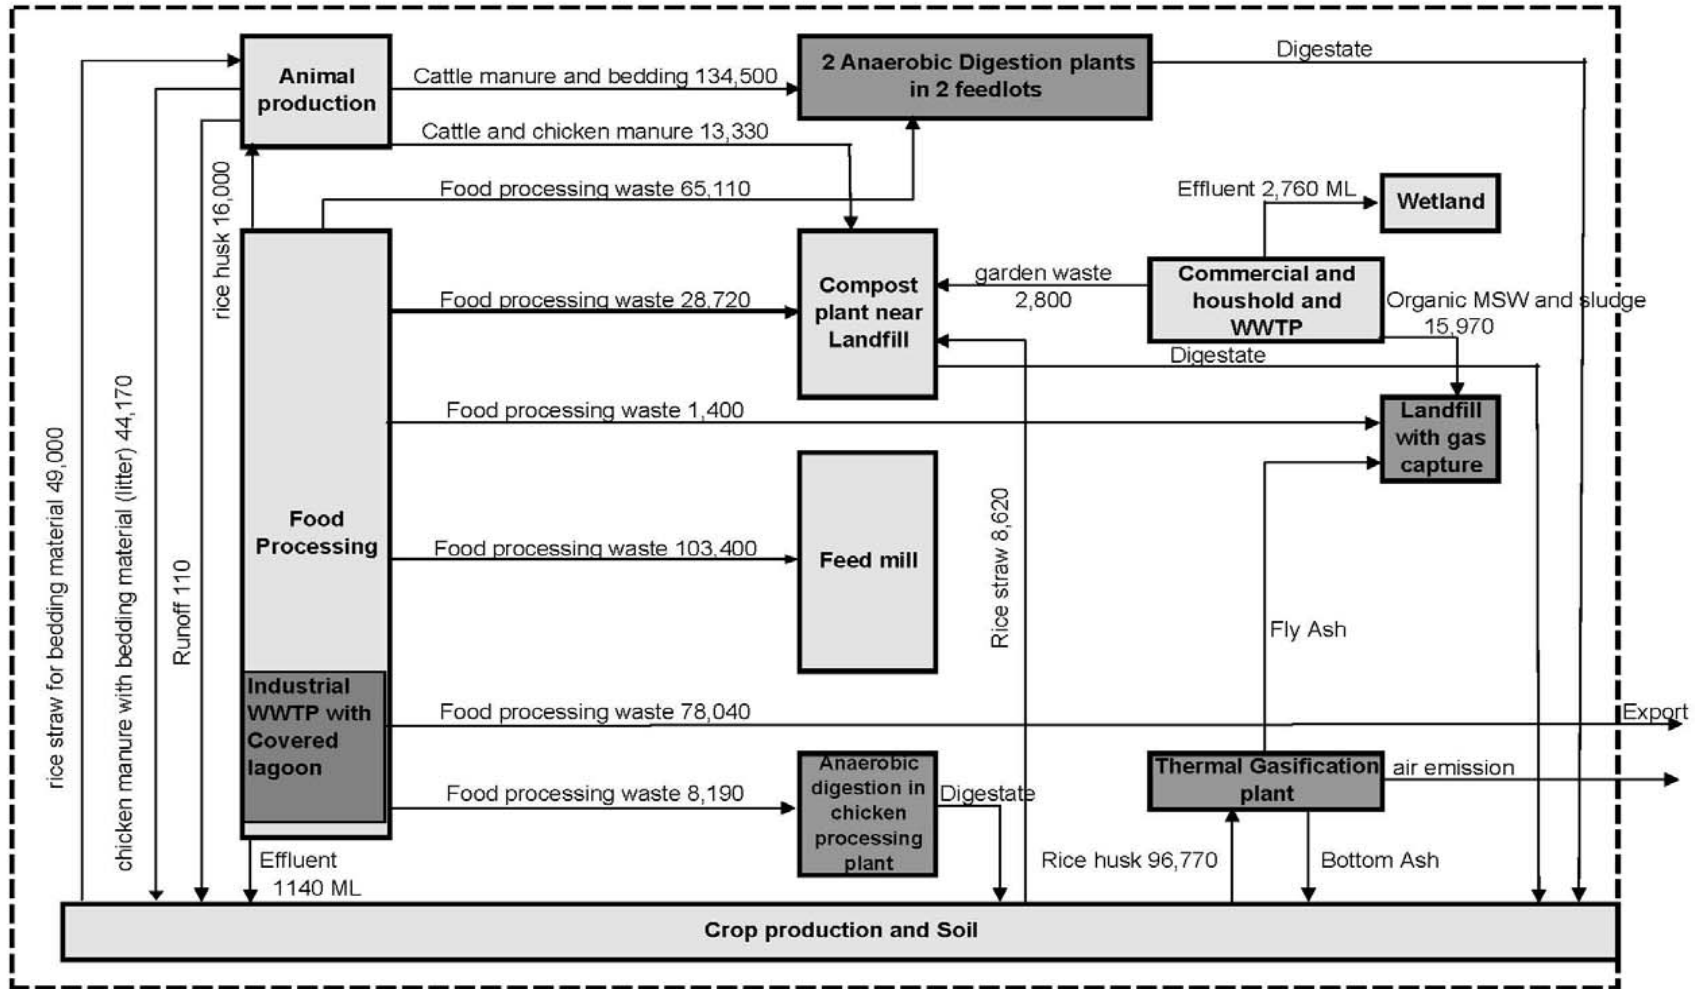 Digestate
Animal
production
Cattle manure and bedding 134,500
2 Anaerobic Digestion plants
in 2 feedlots
Cattle and chicken manure 13,330
rice husk 16,000
Food processing waste 65,110
Effluent 2,760 ML
Wetland
Food processing waste 28,720
Compost
plant near
Landfill
garden waste
2,800
Commercial and
houshold and
WWTP
Organic MSW and sludge
15,970
Digestate
Food processing waste 1,400
Landfill
with gas
capture
rice straw for bedding material 49,000
chicken manure with bedding material (litter) 44,170
Runoff 110
Food
Processing
Food processing waste 103,400
Feed mill
Rice straw 8,620
Fly Ash
Industrial
WWTP with
Covered
lagoon
Food processing waste 78,040
Export
Food processing waste 8,190
Anaerobic
digestion in
chicken
processing
plant
Digestate
Thermal Gasification
plant
air emission
Effluent
1140 ML
Rice husk 96,770
Bottom Ash
Crop production and Soil